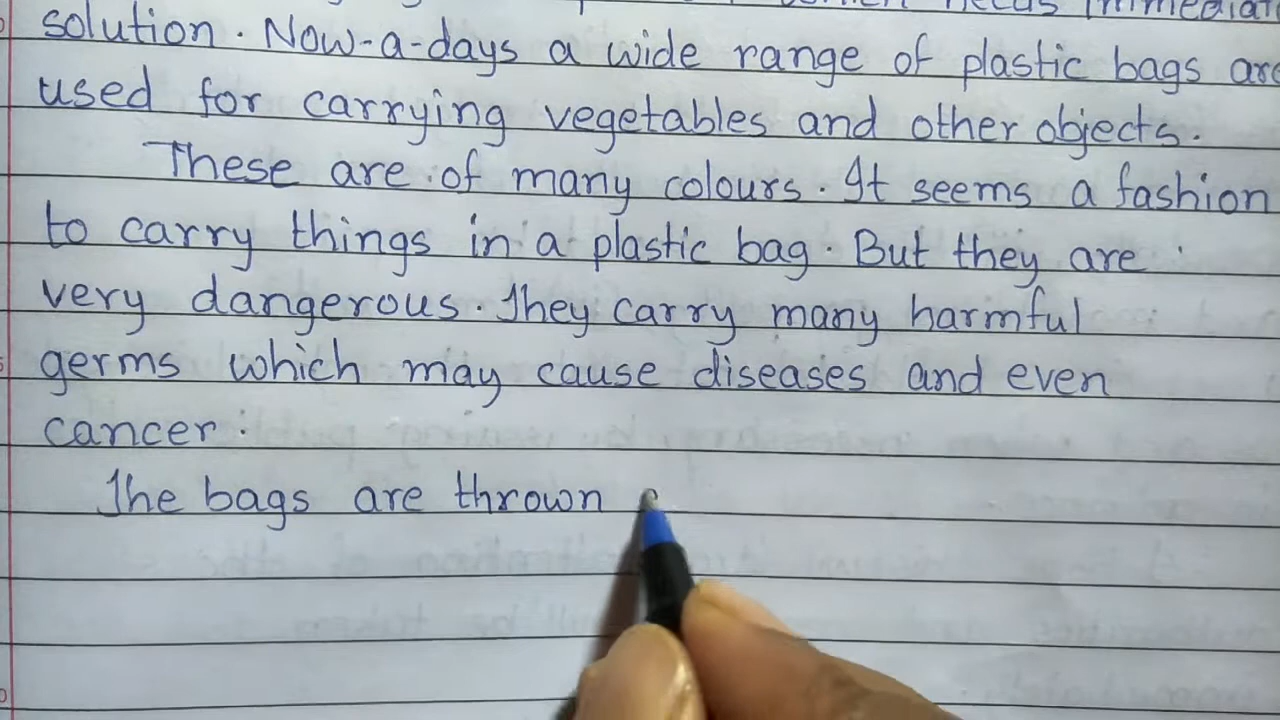 needs immediate
solution. Now-a-days a wide range of plastic bags are
used for carrying vegetables and other objects.
These are of many colours. It seems a fashion
to carry things in a plastic bag. But they are
very dangerous. They carry many harmful
germs which may cause diseases and even
cancer.
The bags are thrown